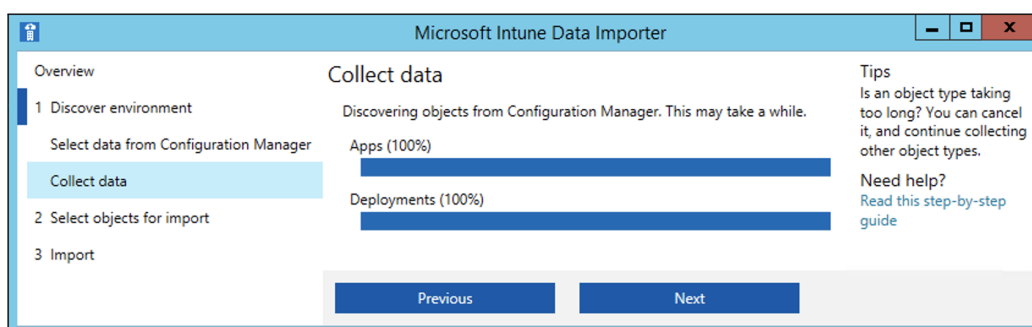 Microsoft Intune Data Importer
Overview
1 Discover environment
Select data from Configuration Manager
Collect data
2 Select objects for import
3 Import
Collect data
Discovering objects from Configuration Manager. This may take a while.
Apps (100%)
Deployments (100%)
Previous
Next
Tips
Is an object type taking
too long? You can cancel
it, and continue collecting
other object types.
Need help?
Read this step-by-step
guide